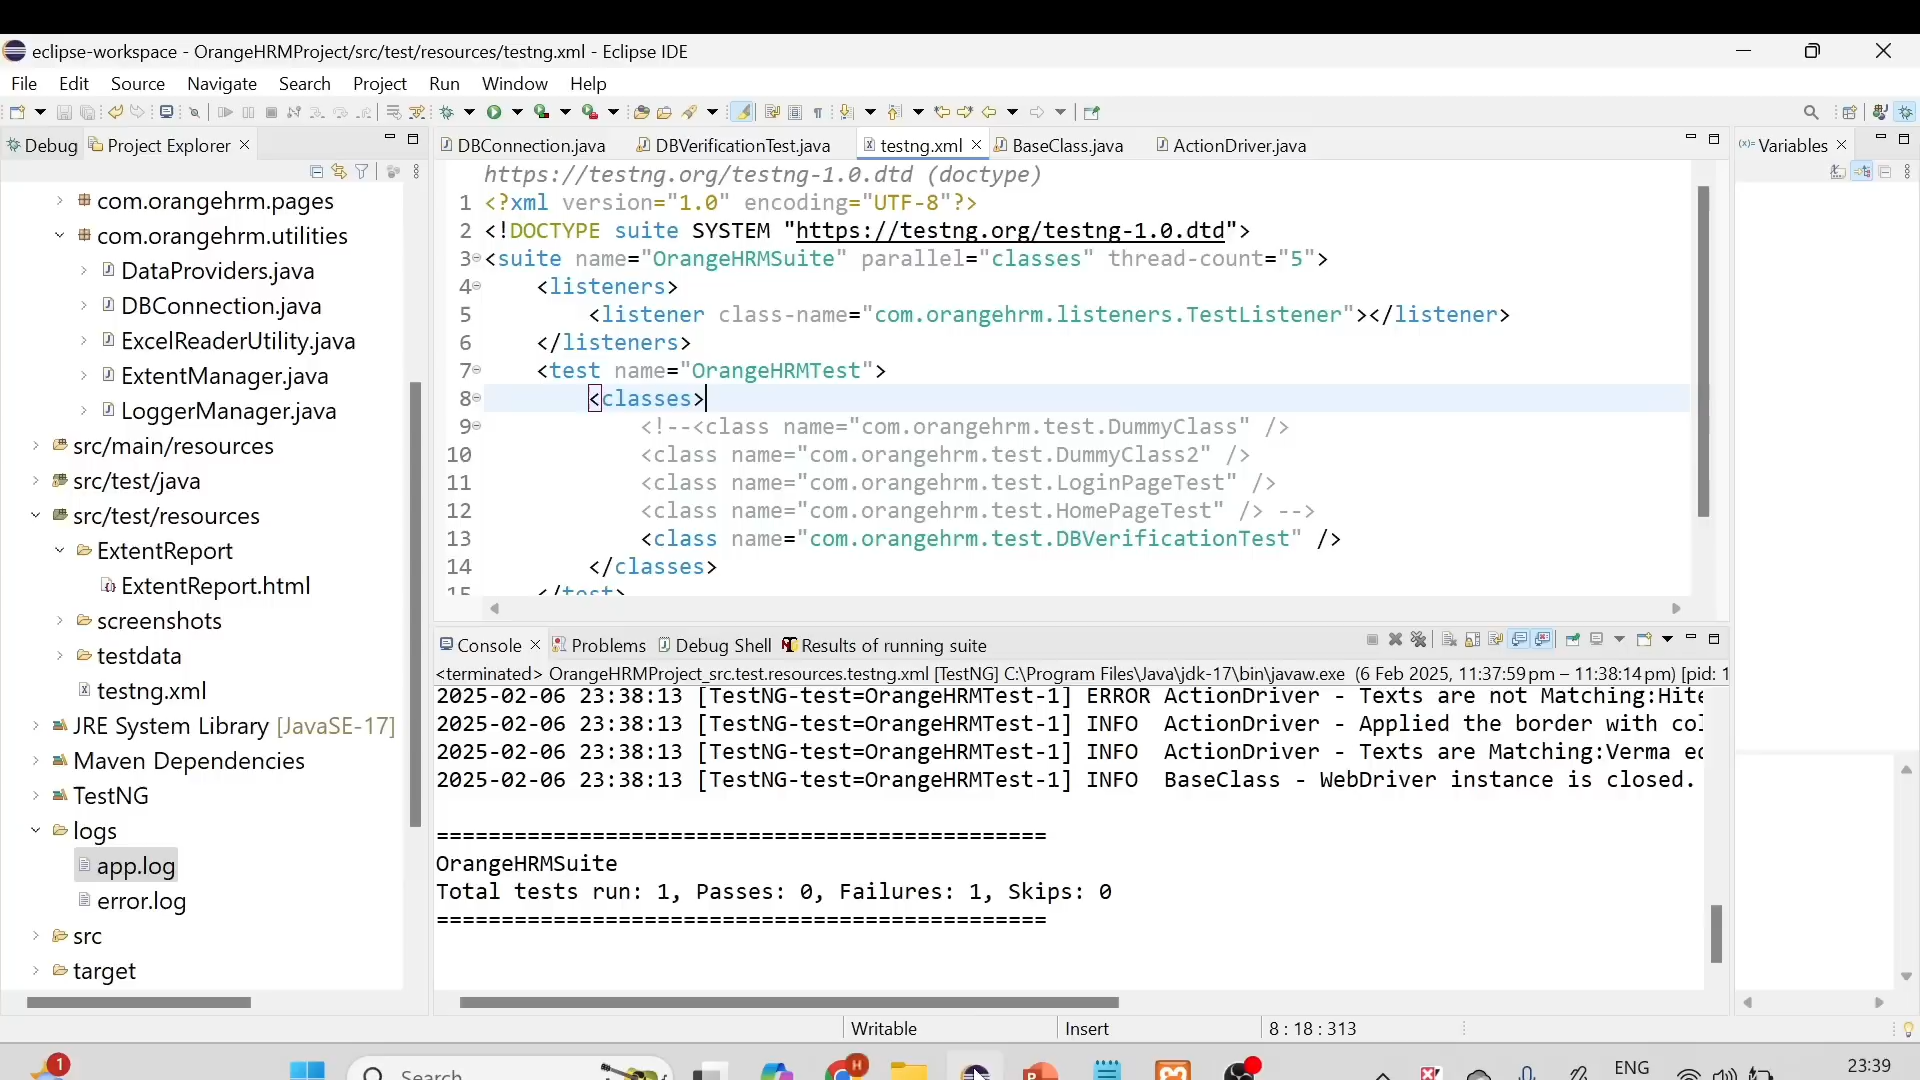 eclipse-workspace - OrangeHRMProject/src/test/resources/testng.xml - Eclipse IDE
File Edit Source Navigate Search Project Run Window Help
Debug Project Explorer
DBConnection.java DBVerificationTest.java testng.xml BaseClass.java ActionDriver.java
Variables
com.orangehrm.pages
com.orangehrm.utilities
DataProviders.java
DBConnection.java
ExcelReaderUtility.java
ExtentManager.java
LoggerManager.java
src/main/resources
src/test/java
src/test/resources
ExtentReport
ExtentReport.html
screenshots
testdata
testng.xml
JRE System Library [JavaSE-17]
Maven Dependencies
TestNG
logs
app.log
error.log
src
target
https://testng.org/testng-1.0.dtd (doctype)
1 <?xml version="1.0" encoding="UTF-8"?>
2 <!DOCTYPE suite SYSTEM "https://testng.org/testng-1.0.dtd">
3 <suite name="OrangeHRMSuite" parallel="classes" thread-count="5">
4 <listeners>
5 <listener class-name="com.orangehrm.listeners.TestListener"></listener>
6 </listeners>
7 <test name="OrangeHRMTest">
8 <classes>
9 <!--<class name="com.orangehrm.test.DummyClass" />
10 <class name="com.orangehrm.test.DummyClass2" />
11 <class name="com.orangehrm.test.LoginPageTest" />
12 <class name="com.orangehrm.test.HomePageTest" /> -->
13 <class name="com.orangehrm.test.DBVerificationTest" />
14 </classes>
15 </test>
Console Problems Debug Shell Results of running suite
<terminated> OrangeHRMProject_src.test.resources.testng.xml [TestNG] C:\Program Files\Java\jdk-17\bin\javaw.exe (6 Feb 2025, 11:37:59 pm – 11:38:14 pm) [pid: 1
2025-02-06 23:38:13 [TestNG-test=OrangeHRMTest-1] ERROR ActionDriver - Texts are not Matching:Hite
2025-02-06 23:38:13 [TestNG-test=OrangeHRMTest-1] INFO ActionDriver - Applied the border with col
2025-02-06 23:38:13 [TestNG-test=OrangeHRMTest-1] INFO ActionDriver - Texts are Matching:Verma eq
2025-02-06 23:38:13 [TestNG-test=OrangeHRMTest-1] INFO BaseClass - WebDriver instance is closed.
===============================================
OrangeHRMSuite
Total tests run: 1, Passes: 0, Failures: 1, Skips: 0
===============================================
Writable Insert 8 : 18 : 313
1 Search H ENG 23:39